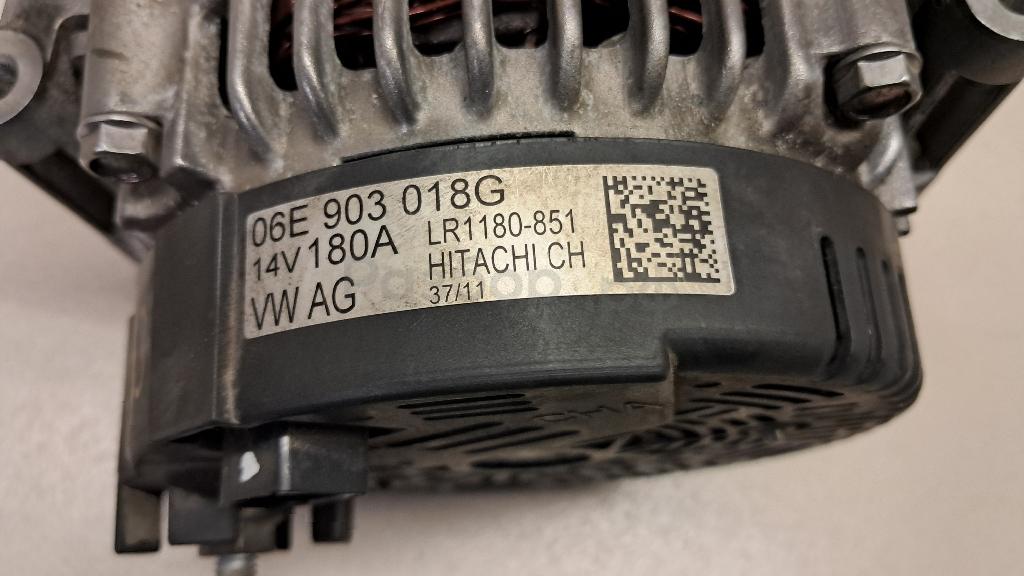 06E 903 018G
14V 180A
LR1180-851
HITACHI CH
VW AG
37/11